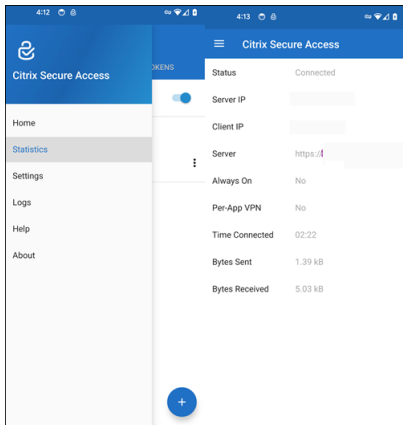 4:12
Citrix Secure Access
OKENS
Home
Statistics
Settings
Logs
Help
About
+
4:13
Citrix Secure Access
Status Connected
Server IP
Client IP
Server https://
Always On No
Per-App VPN No
Time Connected 02:22
Bytes Sent 1.39 kB
Bytes Received 5.03 kB